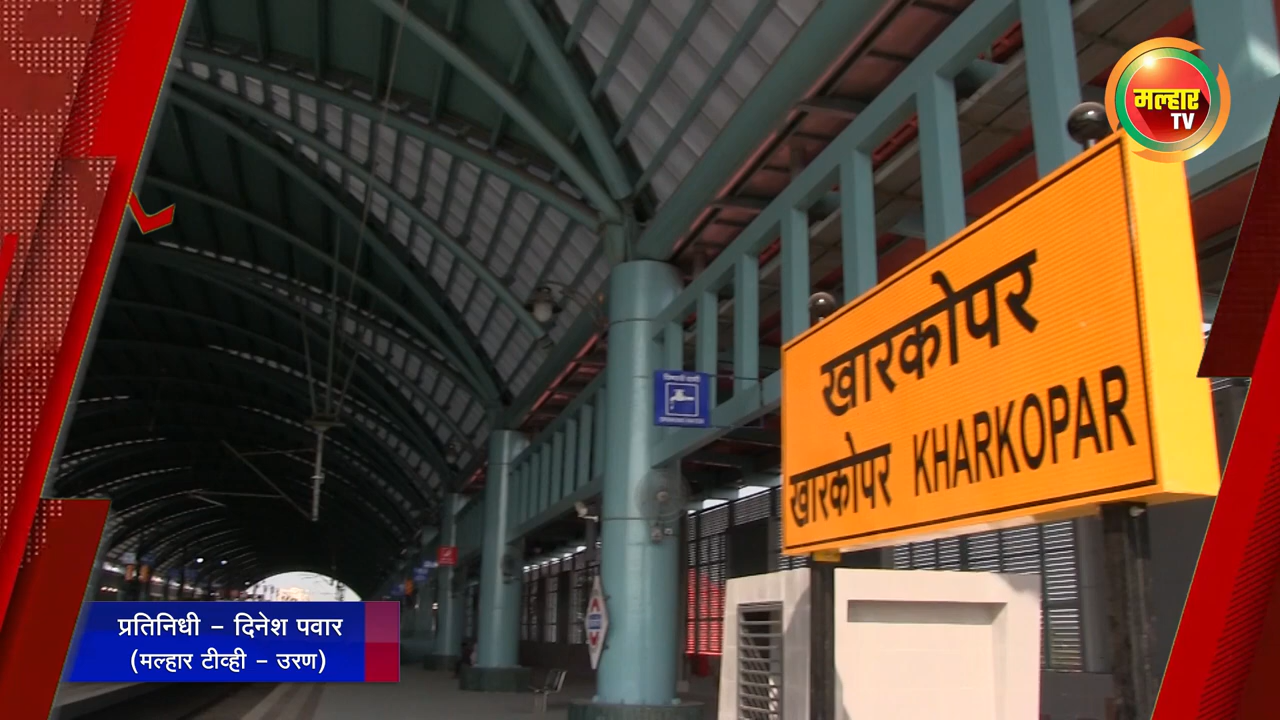 मल्हार
TV
खारकोपर
खारकोपर KHARKOPAR
प्रतिनिधी – दिनेश पवार
(मल्हार टीव्ही – उरण)